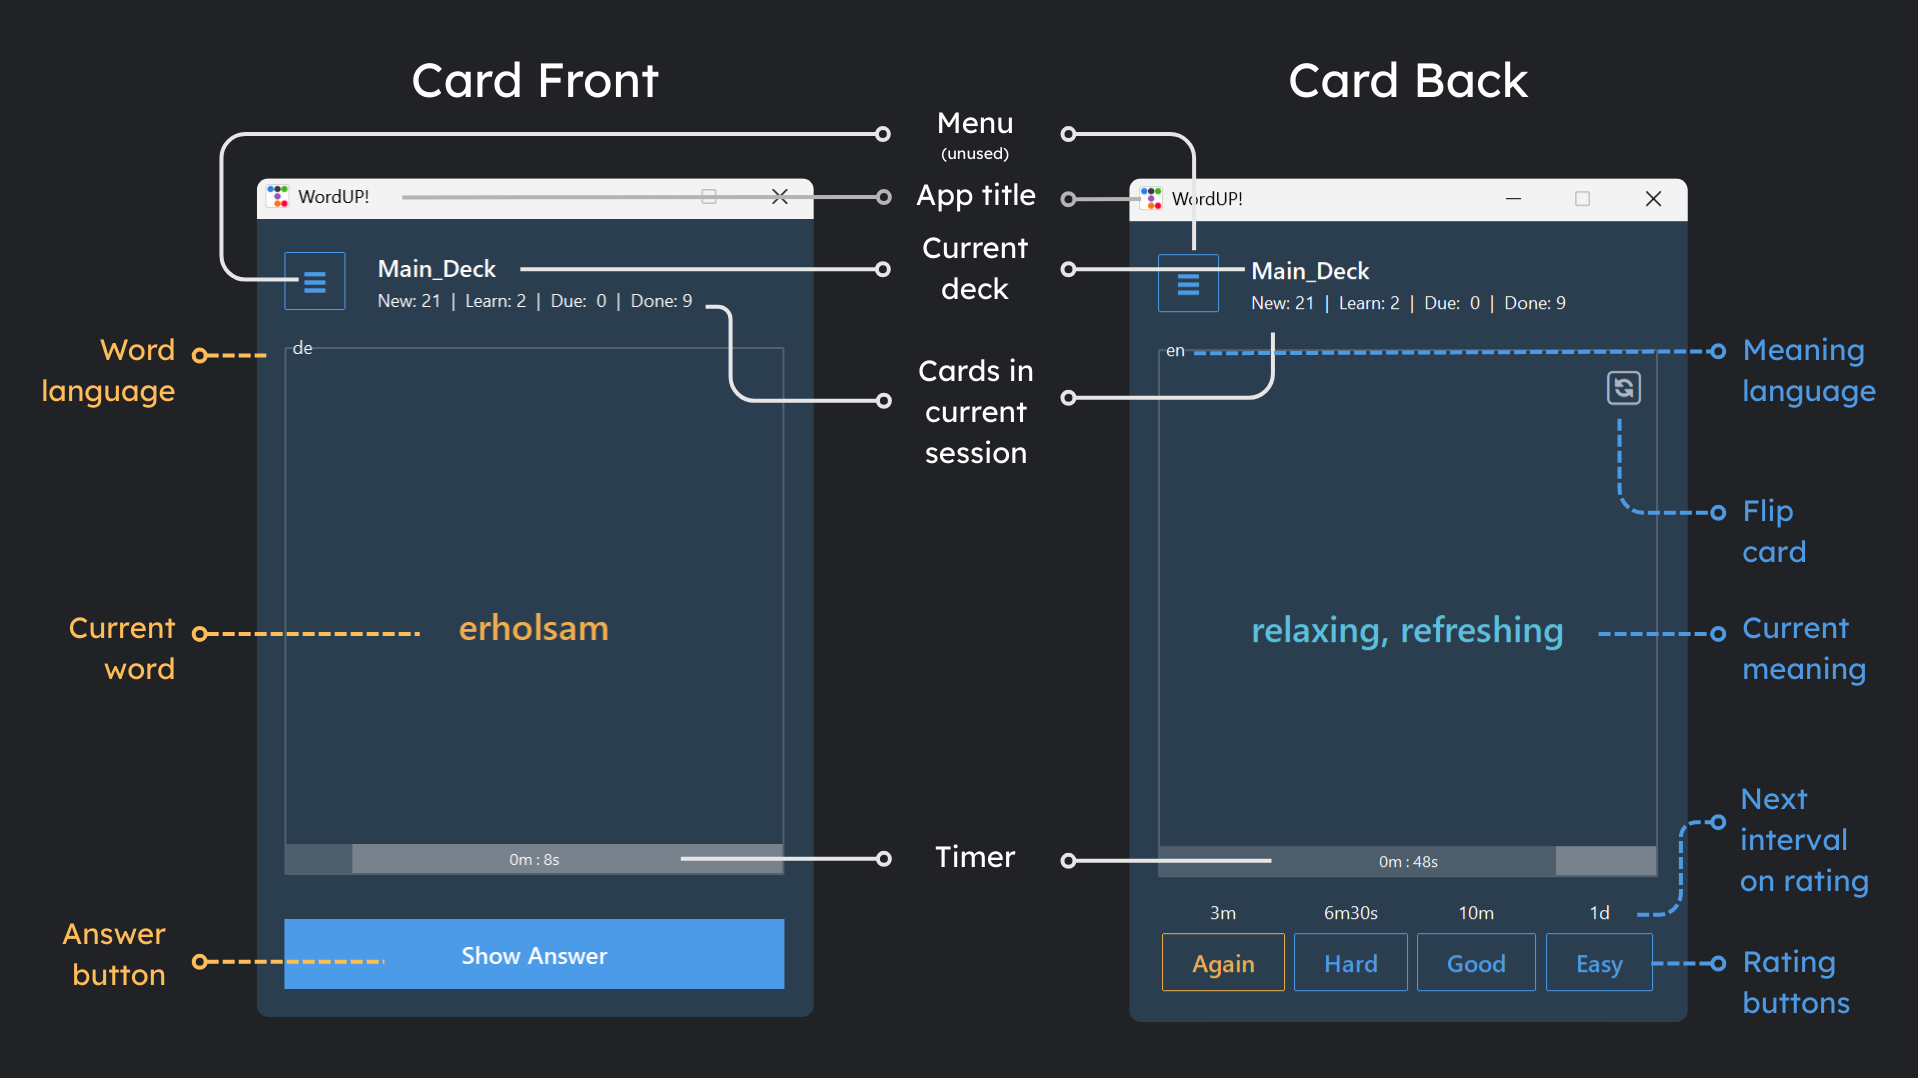 Card Front
Card Back
Menu
(unused)
App title
Current
deck
Cards in
current
session
Timer
WordUP!
Main_Deck
New: 21 | Learn: 2 | Due: 0 | Done: 9
de
erholsam
0m : 8s
Show Answer
Word
language
Current
word
Answer
button
WordUP!
Main_Deck
New: 21 | Learn: 2 | Due: 0 | Done: 9
en
relaxing, refreshing
0m : 48s
3m 6m30s 10m 1d
Again Hard Good Easy
Meaning
language
Flip
card
Current
meaning
Next
interval
on rating
Rating
buttons